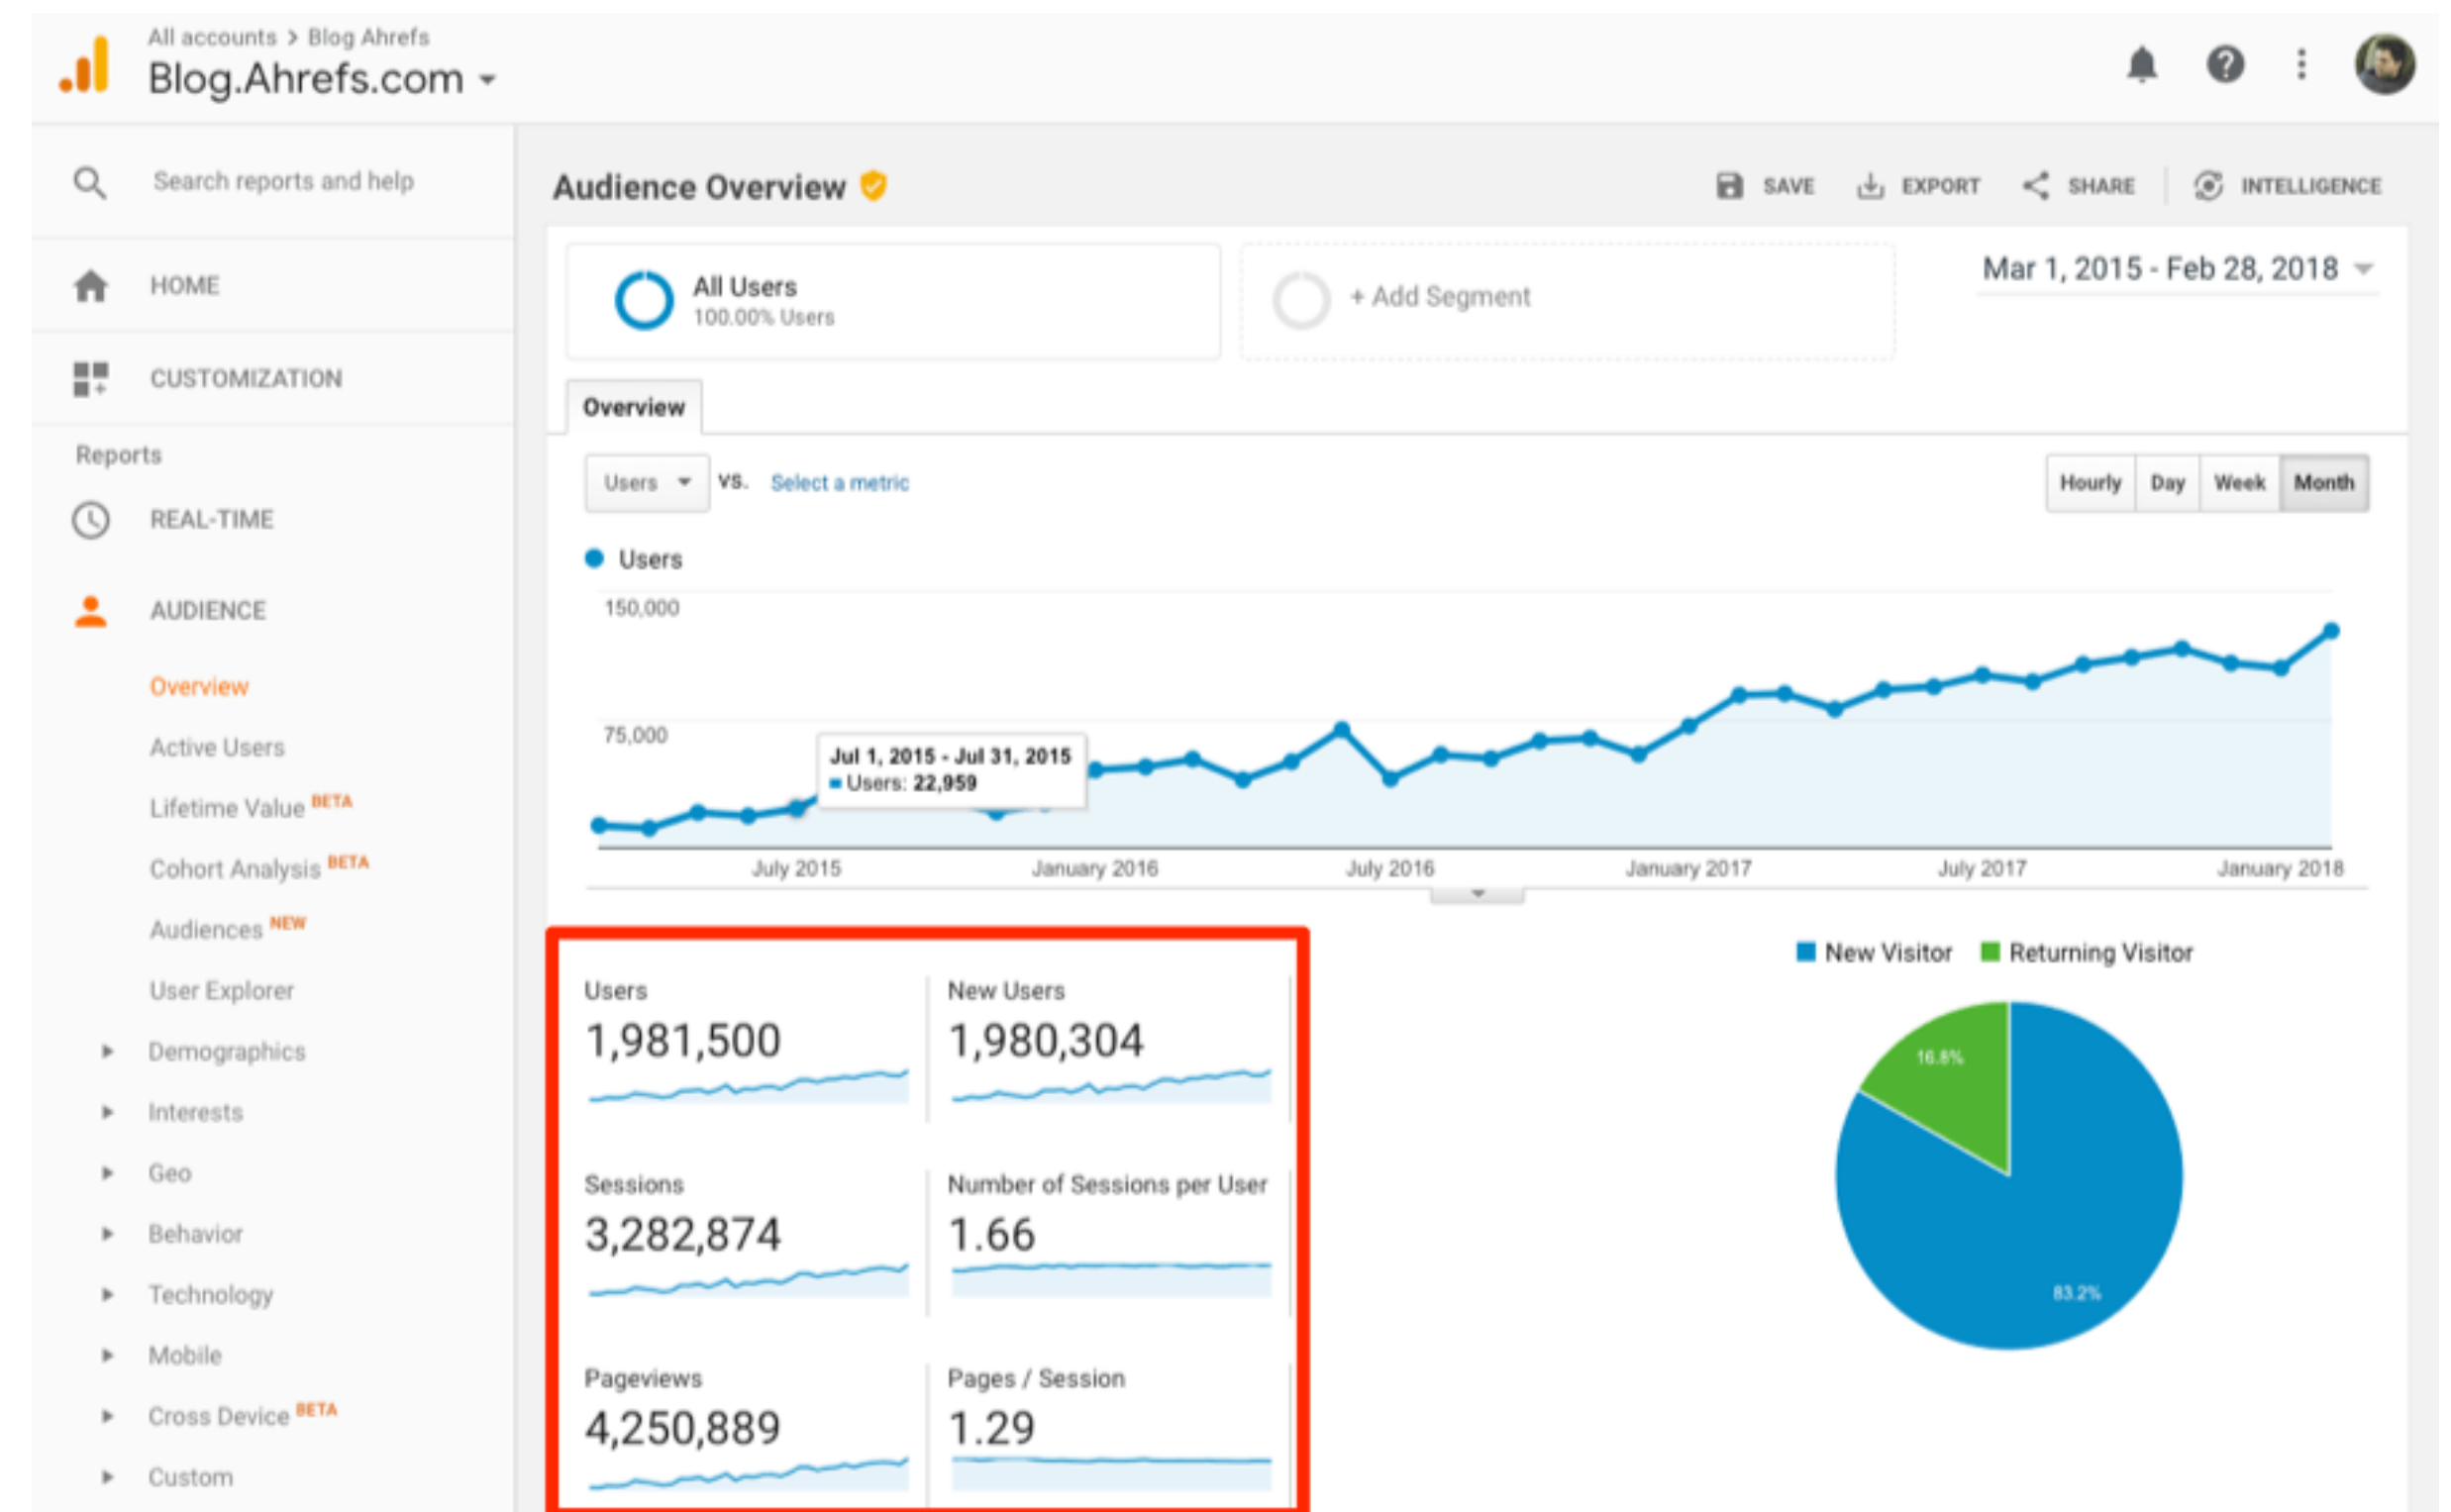 All accounts > Blog Ahrefs
Blog.Ahrefs.com
Search reports and help
HOME
CUSTOMIZATION
Reports
REAL-TIME
AUDIENCE
Overview
Active Users
Lifetime Value BETA
Cohort Analysis BETA
Audiences NEW
User Explorer
Demographics
Interests
Geo
Behavior
Technology
Mobile
Cross Device BETA
Custom
Audience Overview
SAVE EXPORT SHARE INTELLIGENCE
All Users
100.00% Users
+ Add Segment
Mar 1, 2015 - Feb 28, 2018
Overview
Users VS. Select a metric
Hourly Day Week Month
Users
150,000
75,000
Jul 1, 2015 - Jul 31, 2015
Users: 22,959
July 2015 January 2016 July 2016 January 2017 July 2017 January 2018
Users
1,981,500
New Users
1,980,304
Sessions
3,282,874
Number of Sessions per User
1.66
Pageviews
4,250,889
Pages / Session
1.29
New Visitor Returning Visitor
16.8%
83.2%